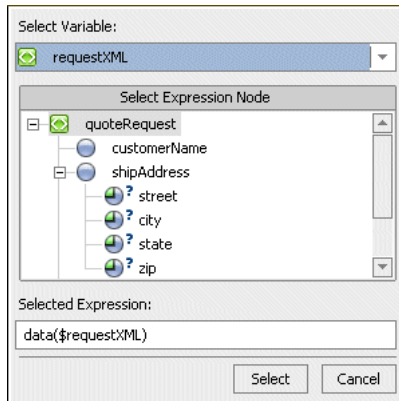 Select Variable:
requestXML
Select Expression Node
quoteRequest
customerName
shipAddress
? street
? city
? state
? zip
Selected Expression:
data($requestXML)
Select Cancel